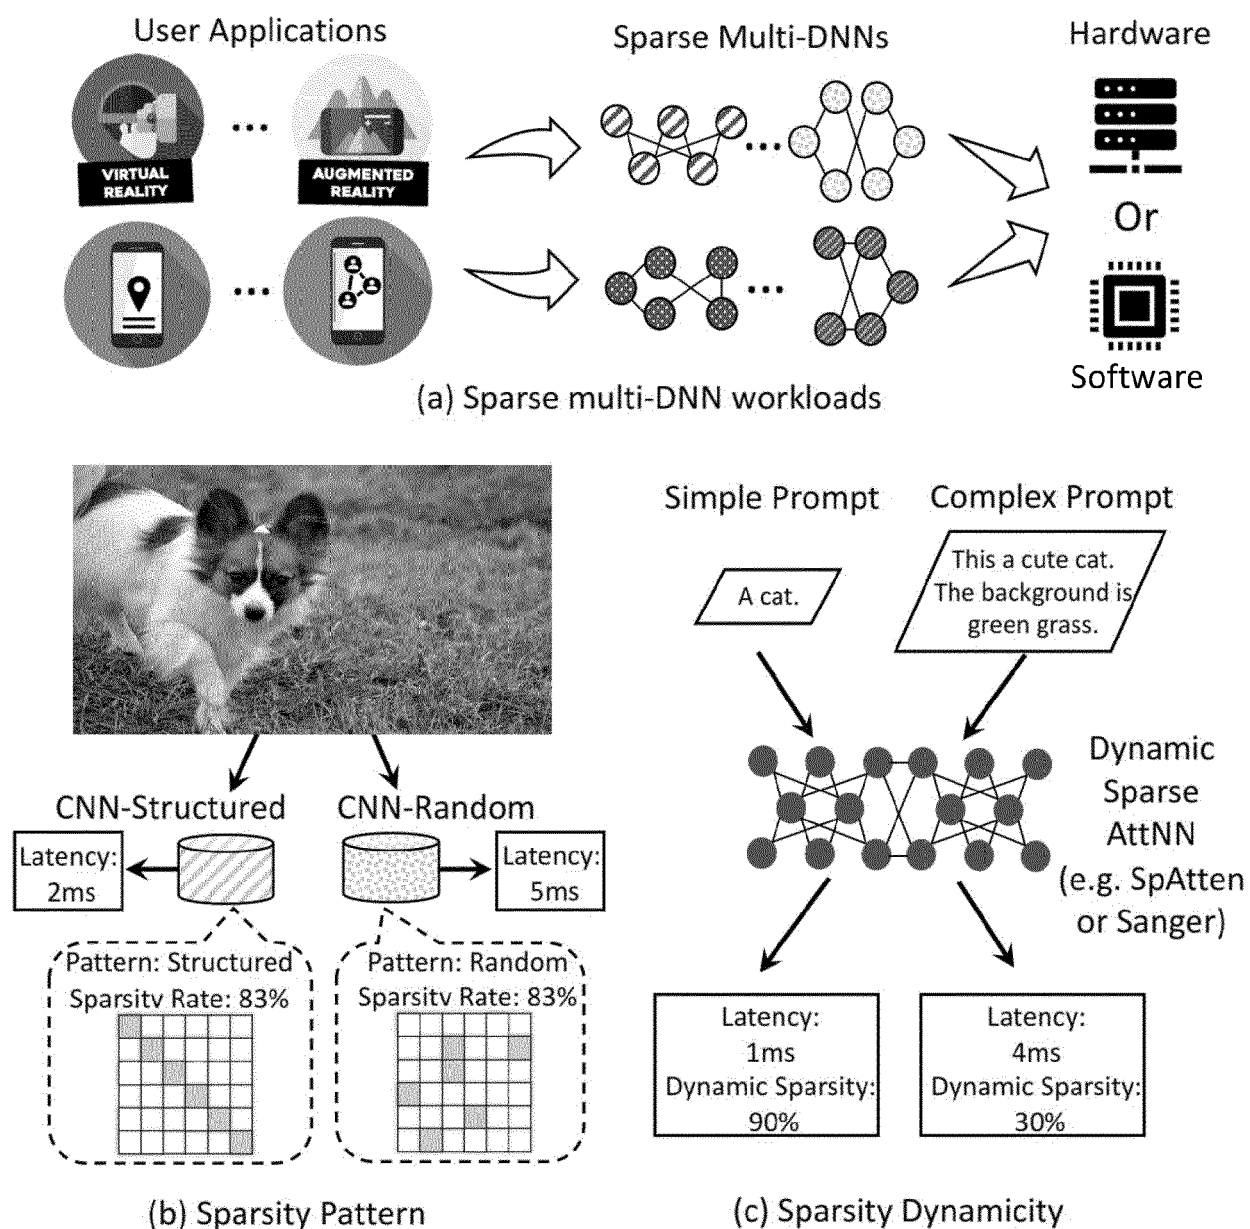 User Applications
Sparse Multi-DNNs
Hardware
VIRTUAL
REALITY
AUGMENTED
REALITY
Or
Software
(a) Sparse multi-DNN workloads
Simple Prompt
Complex Prompt
A cat.
This a cute cat.
The background is
green grass.
CNN-Structured
CNN-Random
Latency:
2ms
Latency:
5ms
Pattern: Structured
Sparsity Rate: 83%
Pattern: Random
Sparsity Rate: 83%
Dynamic
Sparse
AttNN
(e.g. SpAtten
or Sanger)
Latency:
1ms
Dynamic Sparsity:
90%
Latency:
4ms
Dynamic Sparsity:
30%
(b) Sparsity Pattern
(c) Sparsity Dynamicity